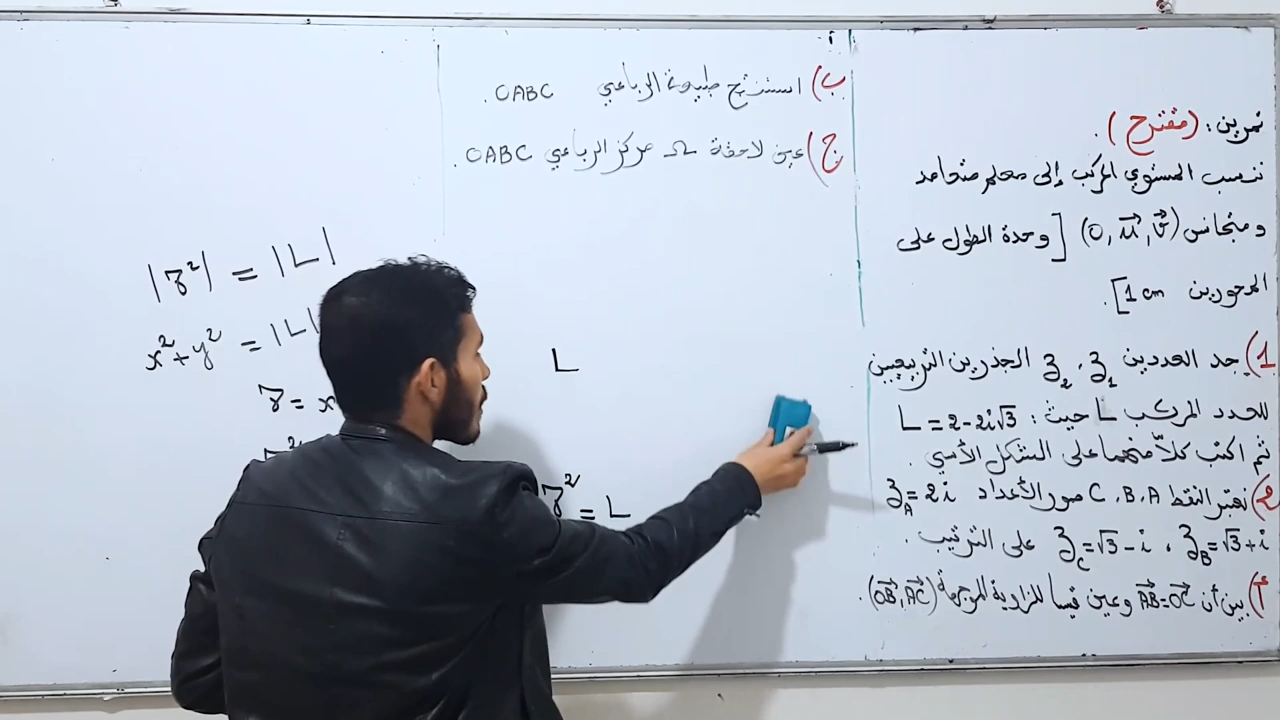 تمرين: (مقترح).
ننسب المستوي المركب إلى معلم متعامد
ومتجانس (O, u⃗, v⃗) [وحدة الطول على
المحورين 1cm].
1) جد العددين z₁، z₂ الجذرين التربيعيين
للعدد المركب L حيث: L = 2 - 2i√3
ثم اكتب كلاّ منهما على الشكل الأسي.
2) نعتبر النقط A، B، C صور الأعداد z_A = 2i
z_B = √3 + i، z_C = √3 - i على الترتيب.
أ) بين أن AB⃗ = OC⃗ وعين قيسا للزاوية الموجهة (OB⃗, AC⃗).
ب) استنتج طبيعة الرباعي OABC.
ج) عين لاحقة Ω مركز الرباعي OABC.
|z²| = |L|
x² + y² = |L|
z = x
L
z² = L